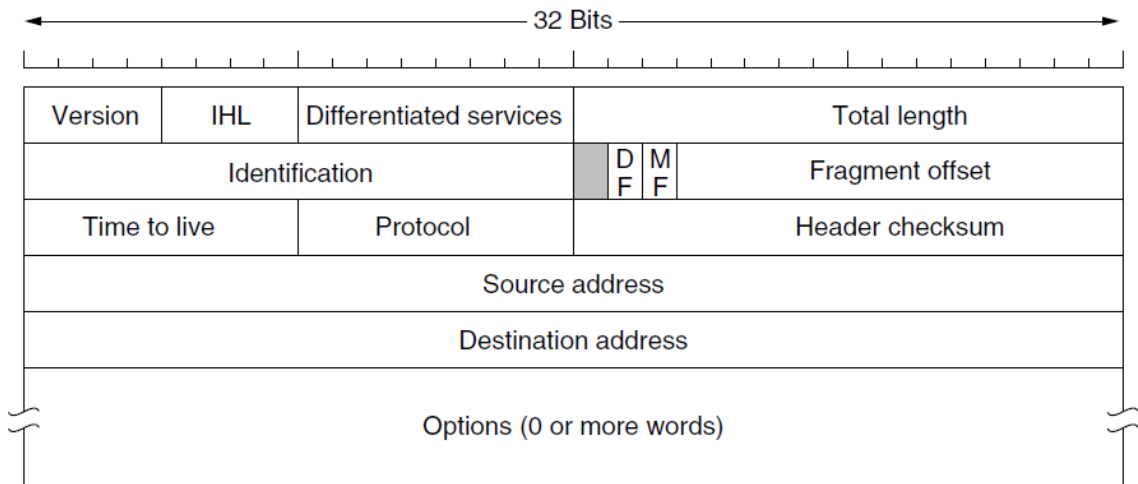 32 Bits
Version IHL Differentiated services Total length
Identification D F M F Fragment offset
Time to live Protocol Header checksum
Source address
Destination address
Options (0 or more words)